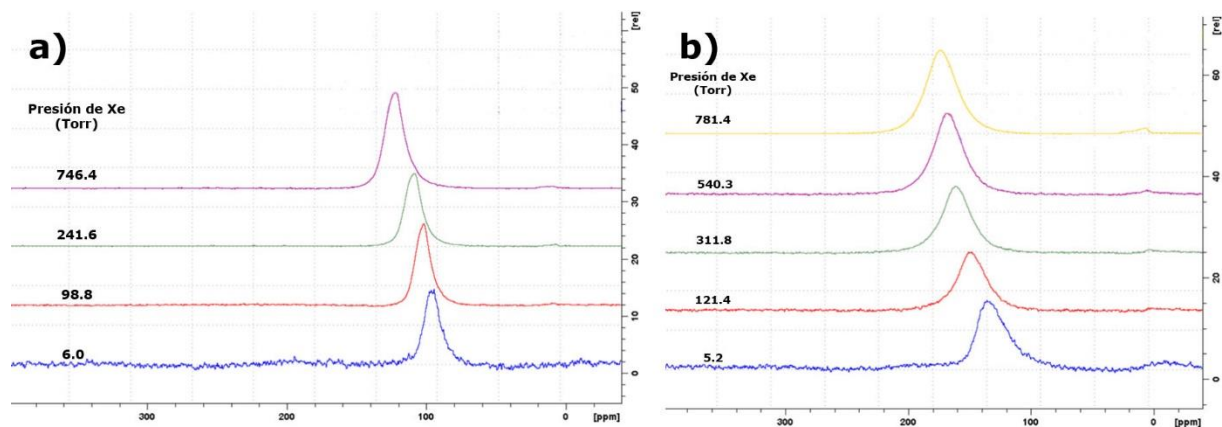 a)
Presión de Xe
(Torr)
746.4
241.6
98.8
6.0
300
200
100
0
[ppm]
[rel]
50
40
30
20
10
0
b)
Presión de Xe
(Torr)
781.4
540.3
311.8
121.4
5.2
300
200
100
0
[ppm]
[rel]
60
40
20
0